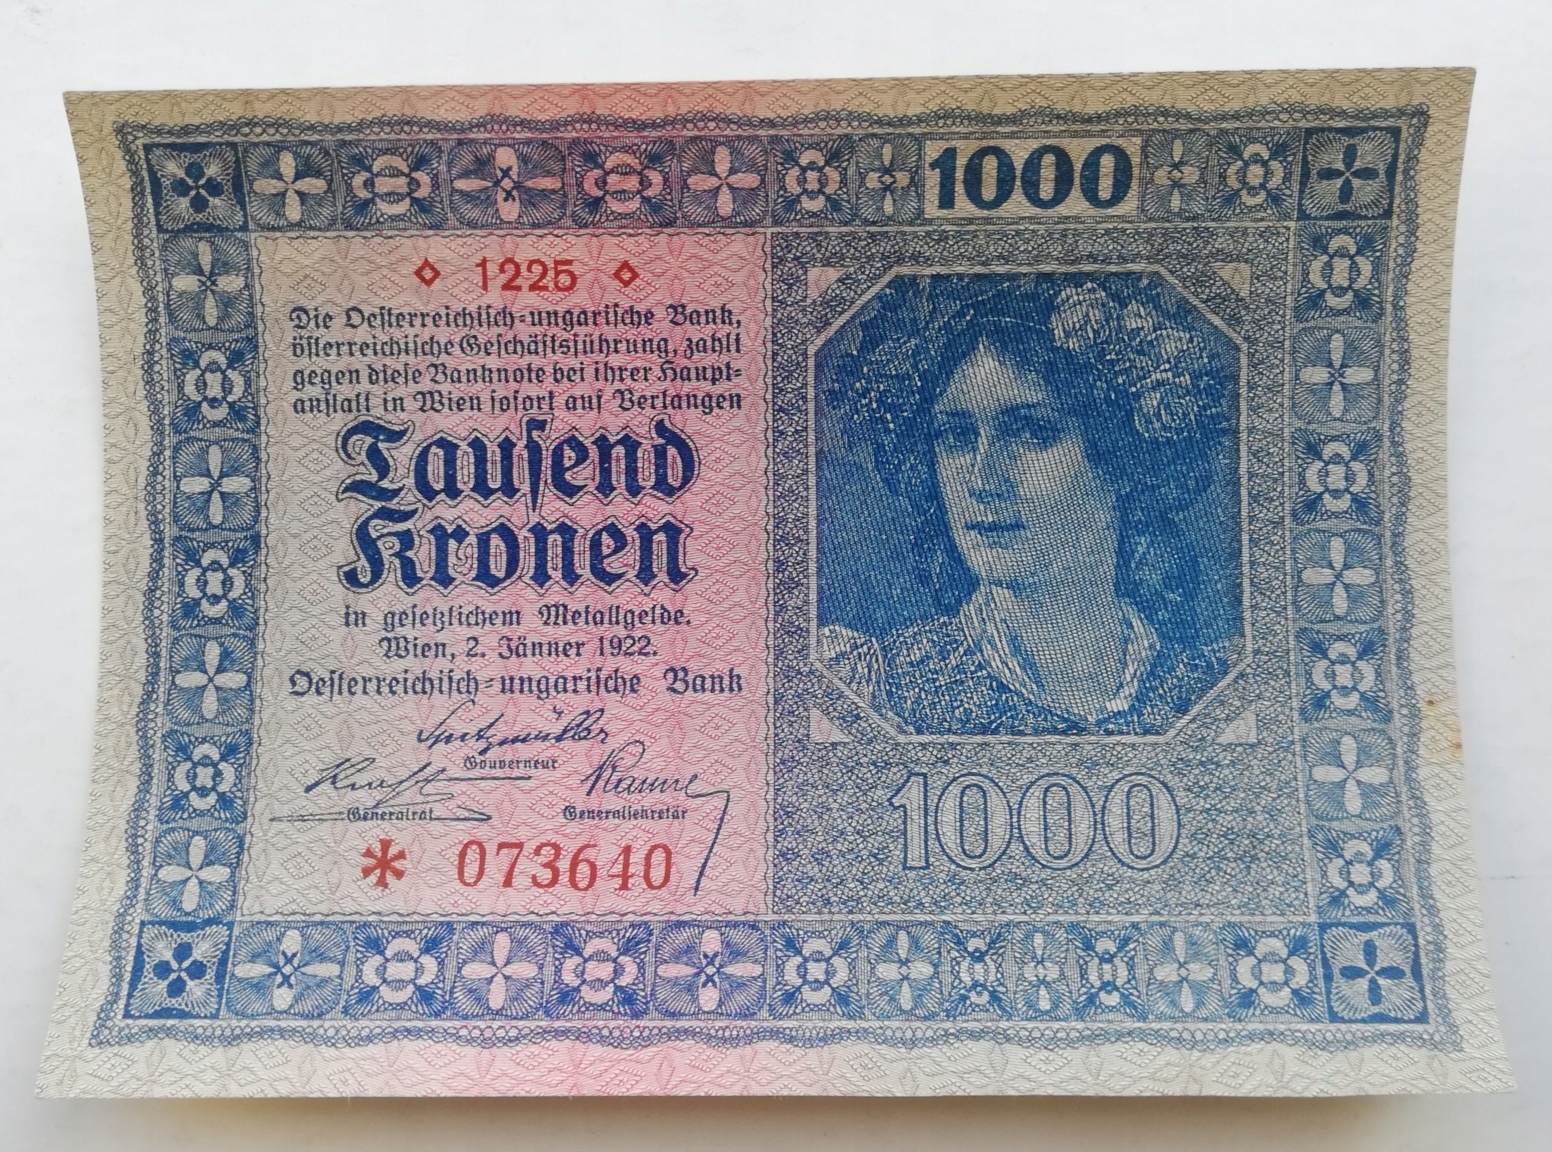 1000
◊ 1225 ◊
Die Oesterreichisch-ungarische Bank,
österreichische Geschäftsführung, zahlt
gegen diese Banknote bei ihrer Haupt-
anstalt in Wien sofort auf Verlangen
Tausend
Kronen
in gesetzlichem Metallgelde.
Wien, 2. Jänner 1922.
Oesterreichisch-ungarische Bank
Spitzmüller
Gouverneur
Generalrat
Generalsekretär
* 073640
1000